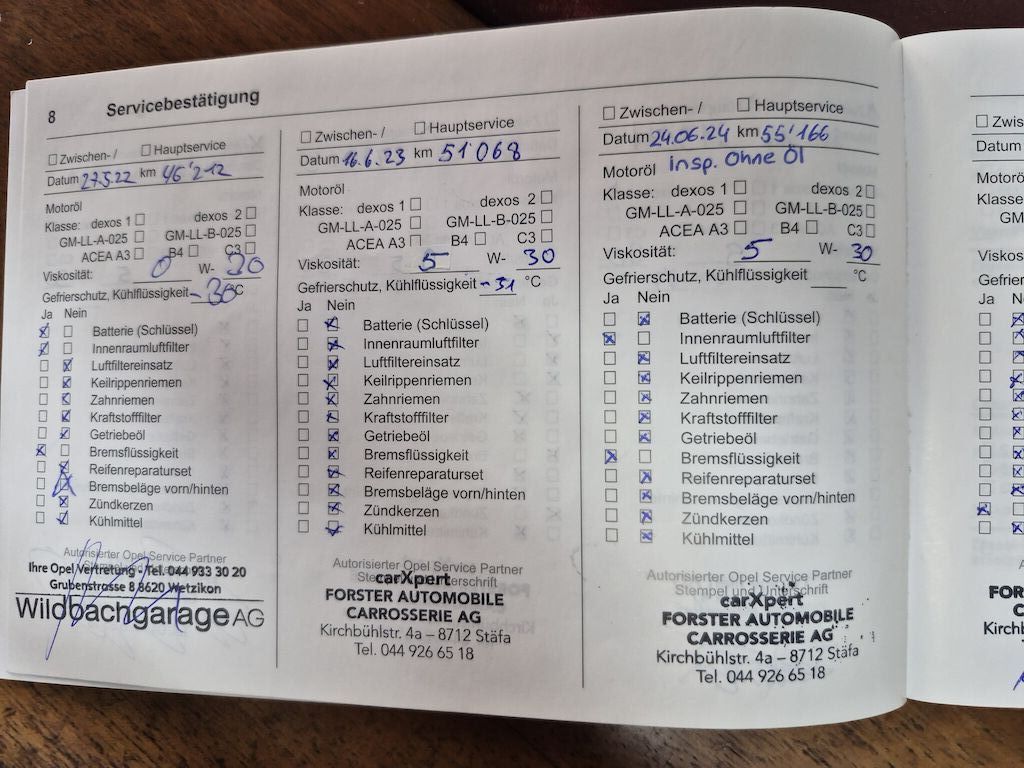 8 Servicebestätigung
☐ Zwischen- / ☐ Hauptservice
Datum 27.5.22 km 46'212
Motoröl
Klasse: dexos 1 ☐ dexos 2 ☐
GM-LL-A-025 ☐ GM-LL-B-025 ☐
ACEA A3 ☐ B4 ☐ C3 ☐
Viskosität: 0 W- 20
Gefrierschutz, Kühlflüssigkeit -30 °C
Ja Nein
☒ ☐ Batterie (Schlüssel)
☒ ☐ Innenraumluftfilter
☐ ☒ Luftfiltereinsatz
☐ ☒ Keilrippenriemen
☐ ☒ Zahnriemen
☐ ☒ Kraftstofffilter
☐ ☒ Getriebeöl
☒ ☐ Bremsflüssigkeit
☐ ☒ Reifenreparaturset
☐ ☒ Bremsbeläge vorn/hinten
☐ ☒ Zündkerzen
☐ ☒ Kühlmittel
Autorisierter Opel Service Partner
Ihre Opel Vertretung · Tel. 044 933 30 20
Grubenstrasse 8 8620 Wetzikon
Wildbachgarage AG
☐ Zwischen- / ☐ Hauptservice
Datum 16.6.23 km 51'068
Motoröl
Klasse: dexos 1 ☐ dexos 2 ☐
GM-LL-A-025 ☐ GM-LL-B-025 ☐
ACEA A3 ☐ B4 ☐ C3 ☐
Viskosität: 5 W- 30
Gefrierschutz, Kühlflüssigkeit -31 °C
Ja Nein
☐ ☒ Batterie (Schlüssel)
☐ ☒ Innenraumluftfilter
☐ ☒ Luftfiltereinsatz
☐ ☒ Keilrippenriemen
☐ ☒ Zahnriemen
☐ ☒ Kraftstofffilter
☐ ☒ Getriebeöl
☐ ☒ Bremsflüssigkeit
☐ ☒ Reifenreparaturset
☐ ☒ Bremsbeläge vorn/hinten
☐ ☒ Zündkerzen
☐ ☒ Kühlmittel
Autorisierter Opel Service Partner
carXpert
FORSTER AUTOMOBILE
CARROSSERIE AG
Kirchbühlstr. 4a – 8712 Stäfa
Tel. 044 926 65 18
☐ Zwischen- / ☐ Hauptservice
Datum 24.06.24 km 55'166
Motoröl insp. ohne Öl
Klasse: dexos 1 ☐ dexos 2 ☐
GM-LL-A-025 ☐ GM-LL-B-025 ☐
ACEA A3 ☐ B4 ☐ C3 ☐
Viskosität: 5 W- 30
Gefrierschutz, Kühlflüssigkeit °C
Ja Nein
☐ ☒ Batterie (Schlüssel)
☒ ☐ Innenraumluftfilter
☐ ☒ Luftfiltereinsatz
☐ ☒ Keilrippenriemen
☐ ☒ Zahnriemen
☐ ☒ Kraftstofffilter
☐ ☒ Getriebeöl
☒ ☐ Bremsflüssigkeit
☐ ☒ Reifenreparaturset
☐ ☒ Bremsbeläge vorn/hinten
☐ ☒ Zündkerzen
☐ ☒ Kühlmittel
Autorisierter Opel Service Partner
Stempel und Unterschrift
carXpert
FORSTER AUTOMOBILE
CARROSSERIE AG
Kirchbühlstr. 4a – 8712 Stäfa
Tel. 044 926 65 18
Datum
Klasse
Ja